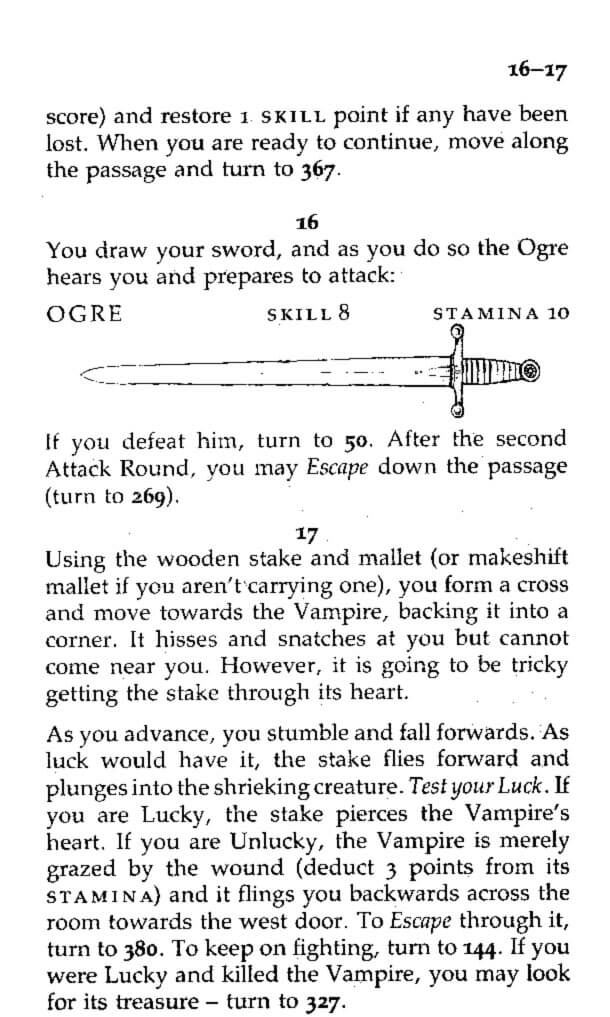 16–17
score) and restore 1 SKILL point if any have been
lost. When you are ready to continue, move along
the passage and turn to 367.
16
You draw your sword, and as you do so the Ogre
hears you and prepares to attack:
OGRE SKILL 8 STAMINA 10
If you defeat him, turn to 50. After the second
Attack Round, you may Escape down the passage
(turn to 269).
17
Using the wooden stake and mallet (or makeshift
mallet if you aren't carrying one), you form a cross
and move towards the Vampire, backing it into a
corner. It hisses and snatches at you but cannot
come near you. However, it is going to be tricky
getting the stake through its heart.
As you advance, you stumble and fall forwards. As
luck would have it, the stake flies forward and
plunges into the shrieking creature. Test your Luck. If
you are Lucky, the stake pierces the Vampire's
heart. If you are Unlucky, the Vampire is merely
grazed by the wound (deduct 3 points from its
STAMINA) and it flings you backwards across the
room towards the west door. To Escape through it,
turn to 380. To keep on fighting, turn to 144. If you
were Lucky and killed the Vampire, you may look
for its treasure – turn to 327.